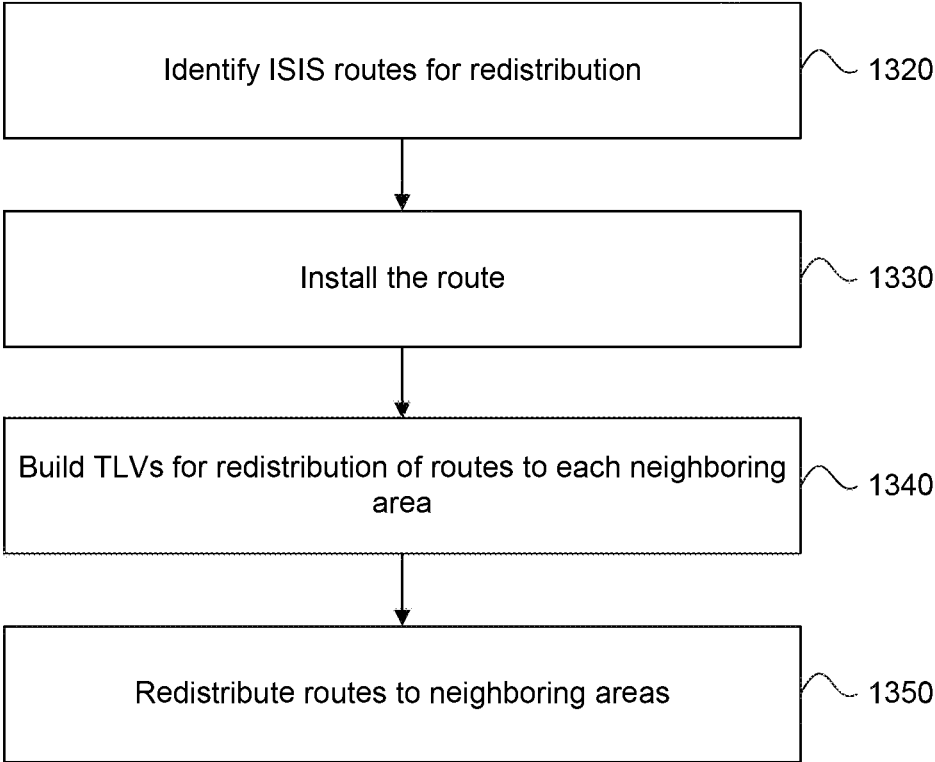 Identify ISIS routes for redistribution
1320
Install the route
1330
Build TLVs for redistribution of routes to each neighboring
area
1340
Redistribute routes to neighboring areas
1350